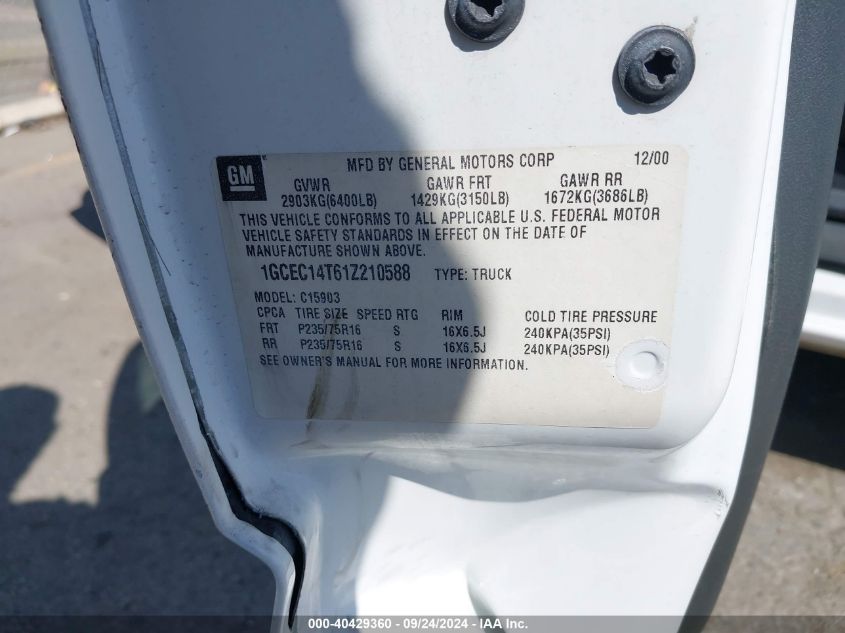 GM
MFD BY GENERAL MOTORS CORP 12/00
GVWR GAWR FRT GAWR RR
2903KG(6400LB) 1429KG(3150LB) 1672KG(3686LB)
THIS VEHICLE CONFORMS TO ALL APPLICABLE U.S. FEDERAL MOTOR
VEHICLE SAFETY STANDARDS IN EFFECT ON THE DATE OF
MANUFACTURE SHOWN ABOVE.
1GCEC14T61Z210588 TYPE: TRUCK
MODEL: C15903
CPCA TIRE SIZE SPEED RTG RIM COLD TIRE PRESSURE
FRT P235/75R16 S 16X6.5J 240KPA(35PSI)
RR P235/75R16 S 16X6.5J 240KPA(35PSI)
SEE OWNER'S MANUAL FOR MORE INFORMATION.
000-40429360 - 09/24/2024 - IAA Inc.